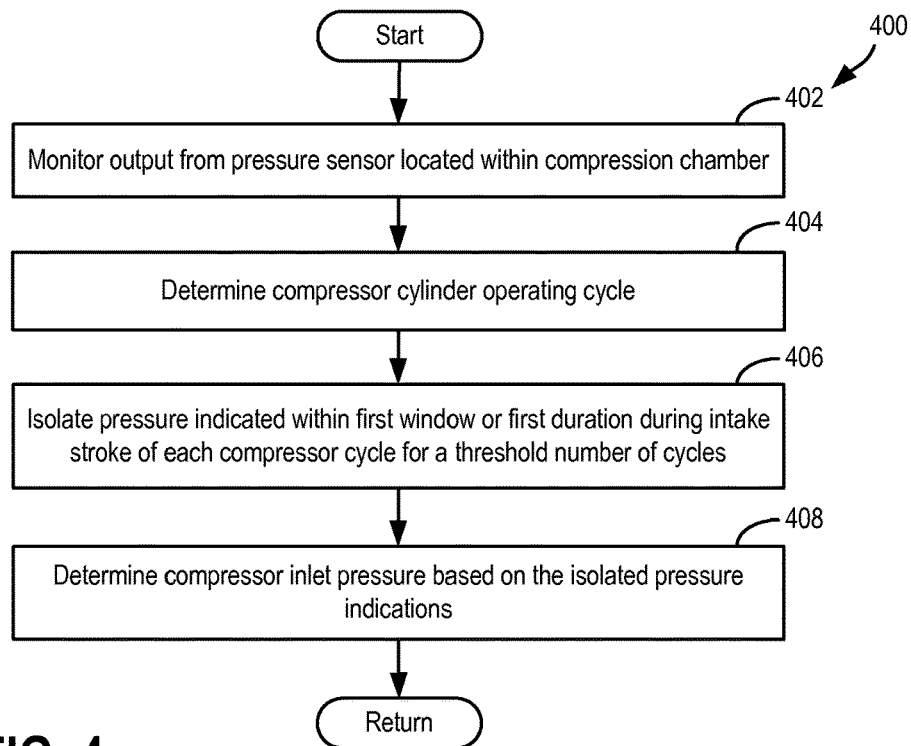 Start
400
402
Monitor output from pressure sensor located within compression chamber
404
Determine compressor cylinder operating cycle
406
Isolate pressure indicated within first window or first duration during intake
stroke of each compressor cycle for a threshold number of cycles
408
Determine compressor inlet pressure based on the isolated pressure
indications
Return